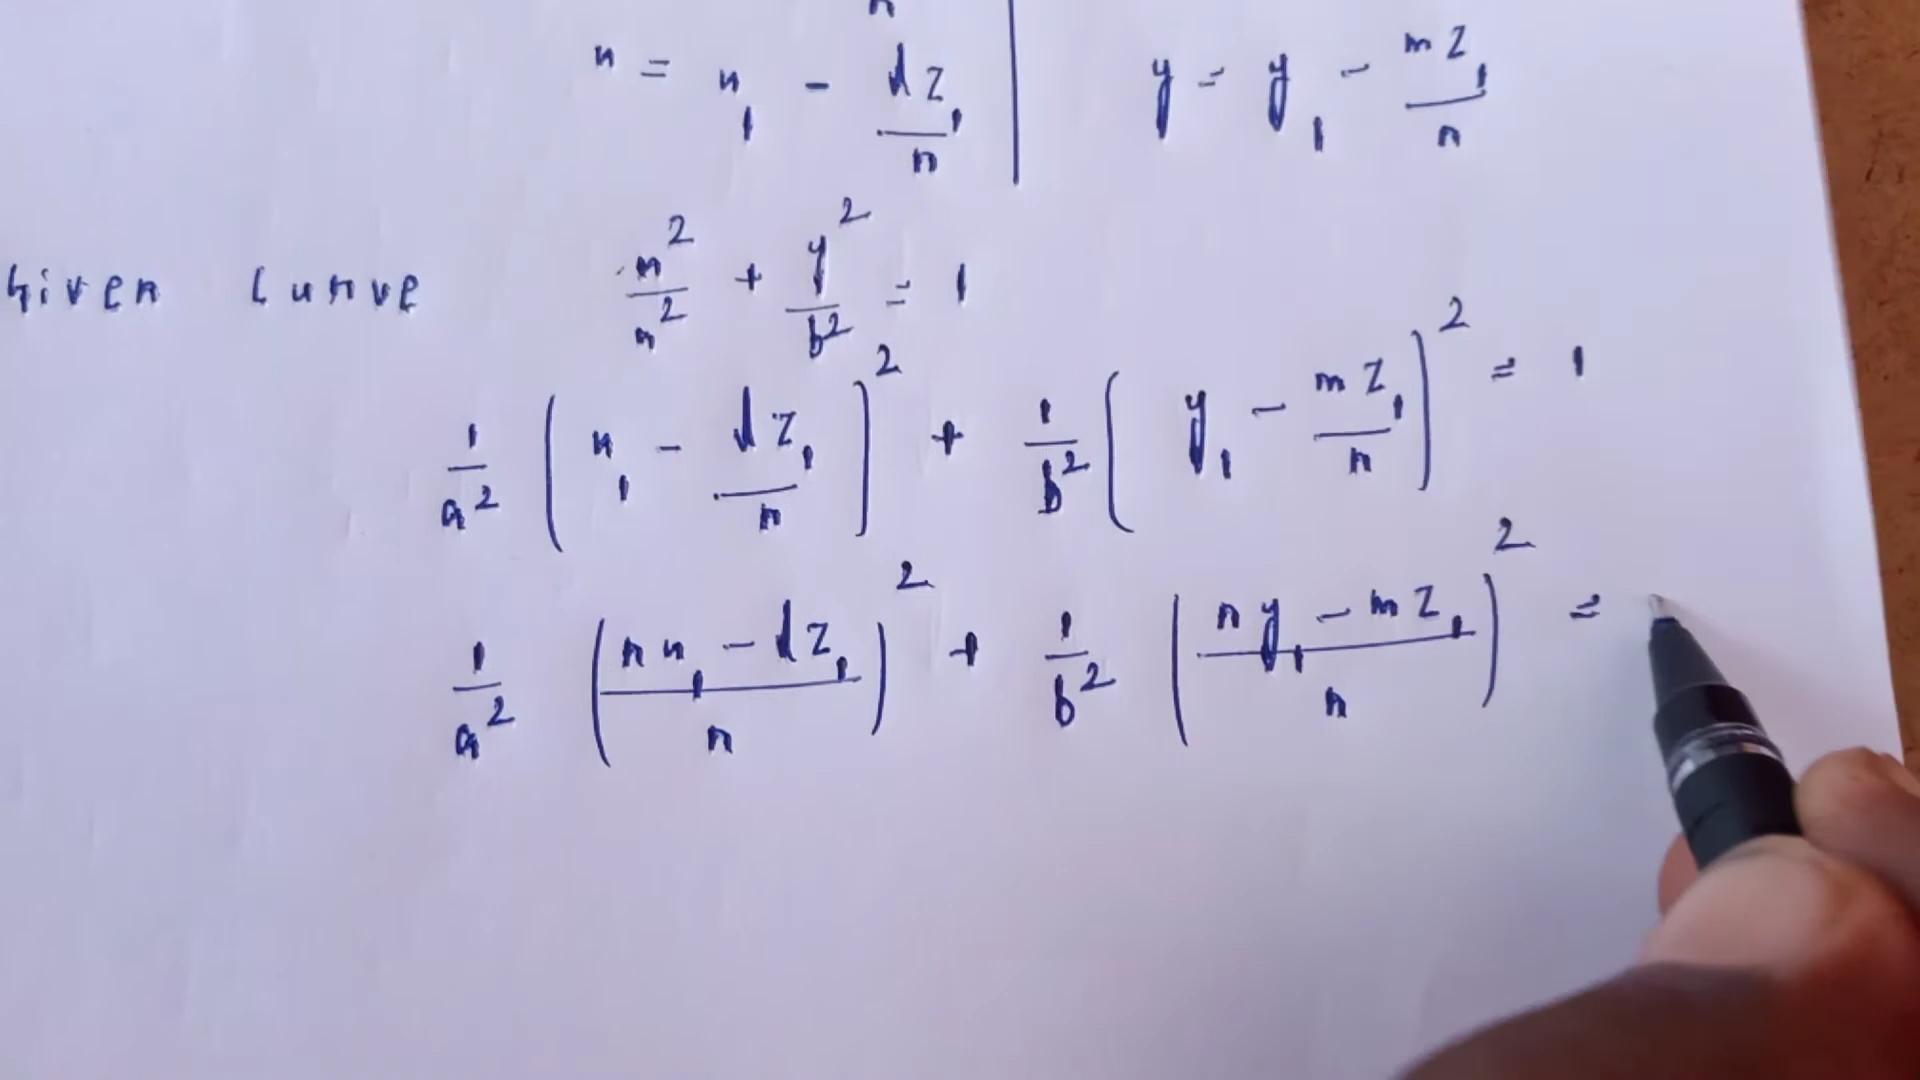 x = x₁ - lz₁/n | y = y₁ - mz₁/n
Given Curve x²/a² + y²/b² = 1
1/a² (x₁ - lz₁/n)² + 1/b² (y₁ - mz₁/n)² = 1
1/a² ((nx₁ - lz₁)/n)² + 1/b² ((ny₁ - mz₁)/n)² =